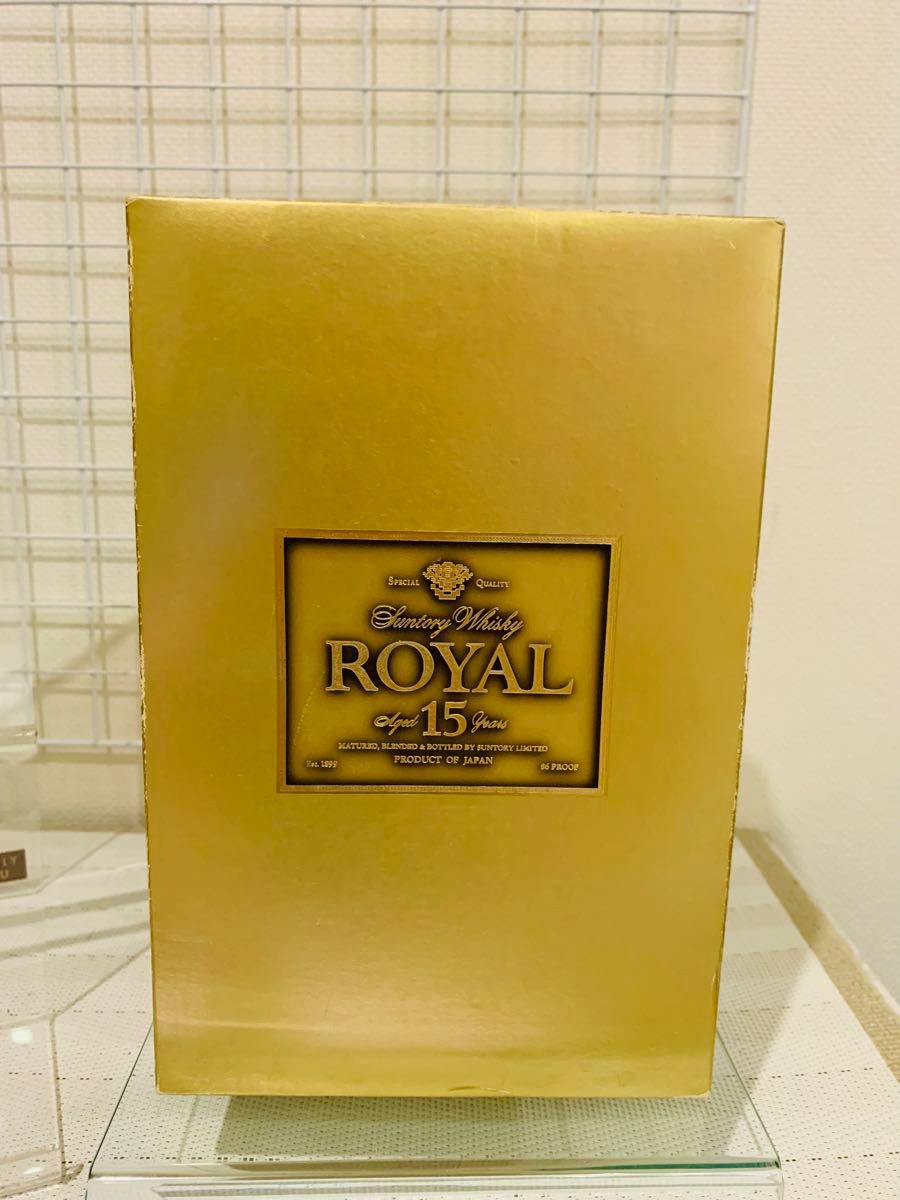 SPECIAL QUALITY
Suntory Whisky
ROYAL
Aged 15 Years
MATURED, BLENDED & BOTTLED BY SUNTORY LIMITED
Est. 1899 PRODUCT OF JAPAN 86 PROOF